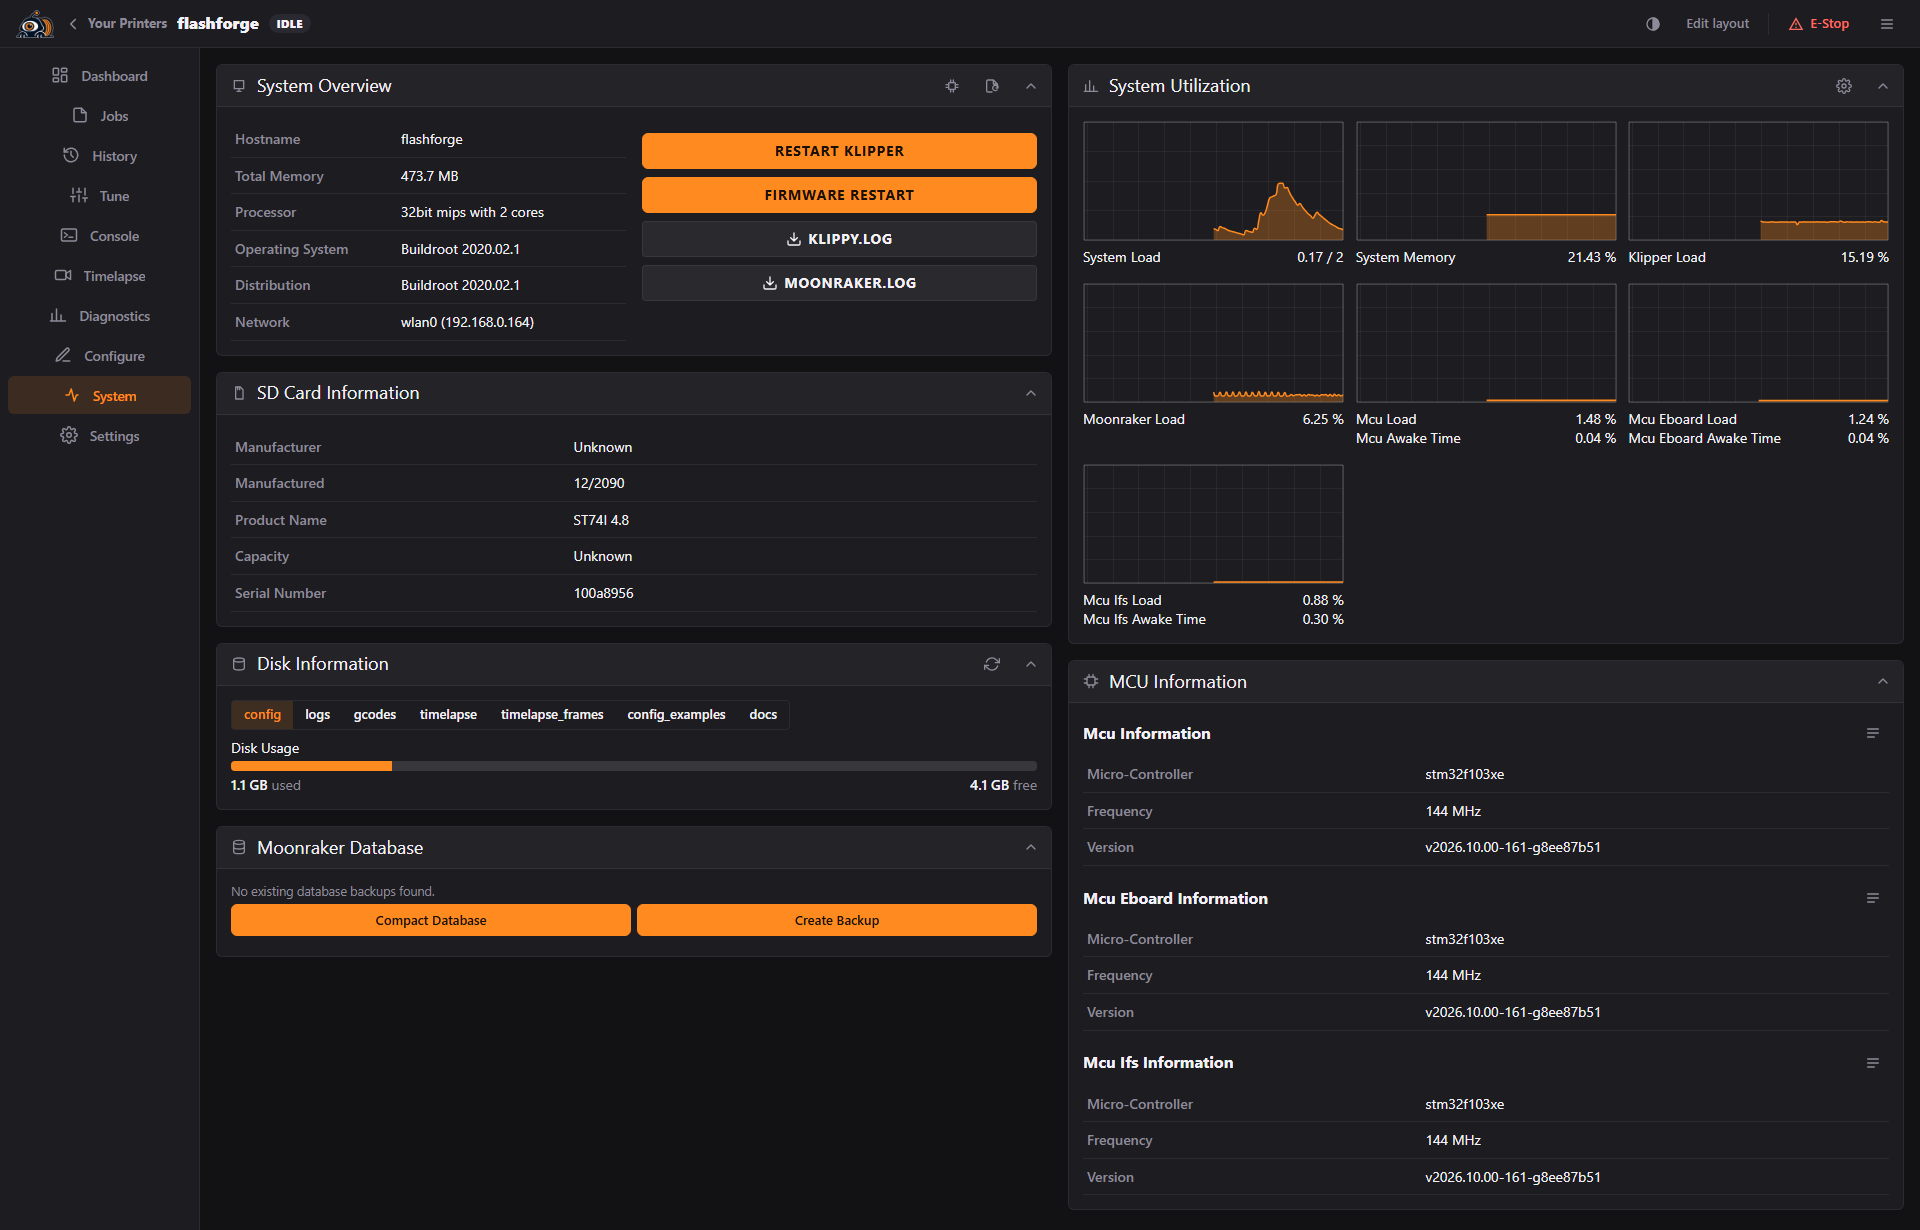 Your Printers flashforge IDLE
Edit layout
E-Stop
Dashboard
Jobs
History
Tune
Console
Timelapse
Diagnostics
Configure
System
Settings
System Overview
Hostname flashforge
Total Memory 473.7 MB
Processor 32bit mips with 2 cores
Operating System Buildroot 2020.02.1
Distribution Buildroot 2020.02.1
Network wlan0 (192.168.0.164)
RESTART KLIPPER
FIRMWARE RESTART
KLIPPY.LOG
MOONRAKER.LOG
SD Card Information
Manufacturer Unknown
Manufactured 12/2090
Product Name ST74I 4.8
Capacity Unknown
Serial Number 100a8956
Disk Information
config logs gcodes timelapse timelapse_frames config_examples docs
Disk Usage
1.1 GB used 4.1 GB free
Moonraker Database
No existing database backups found.
Compact Database Create Backup
System Utilization
System Load 0.17 / 2
System Memory 21.43 %
Klipper Load 15.19 %
Moonraker Load 6.25 %
Mcu Load 1.48 %
Mcu Awake Time 0.04 %
Mcu Eboard Load 1.24 %
Mcu Eboard Awake Time 0.04 %
Mcu Ifs Load 0.88 %
Mcu Ifs Awake Time 0.30 %
MCU Information
Mcu Information
Micro-Controller stm32f103xe
Frequency 144 MHz
Version v2026.10.00-161-g8ee87b51
Mcu Eboard Information
Micro-Controller stm32f103xe
Frequency 144 MHz
Version v2026.10.00-161-g8ee87b51
Mcu Ifs Information
Micro-Controller stm32f103xe
Frequency 144 MHz
Version v2026.10.00-161-g8ee87b51